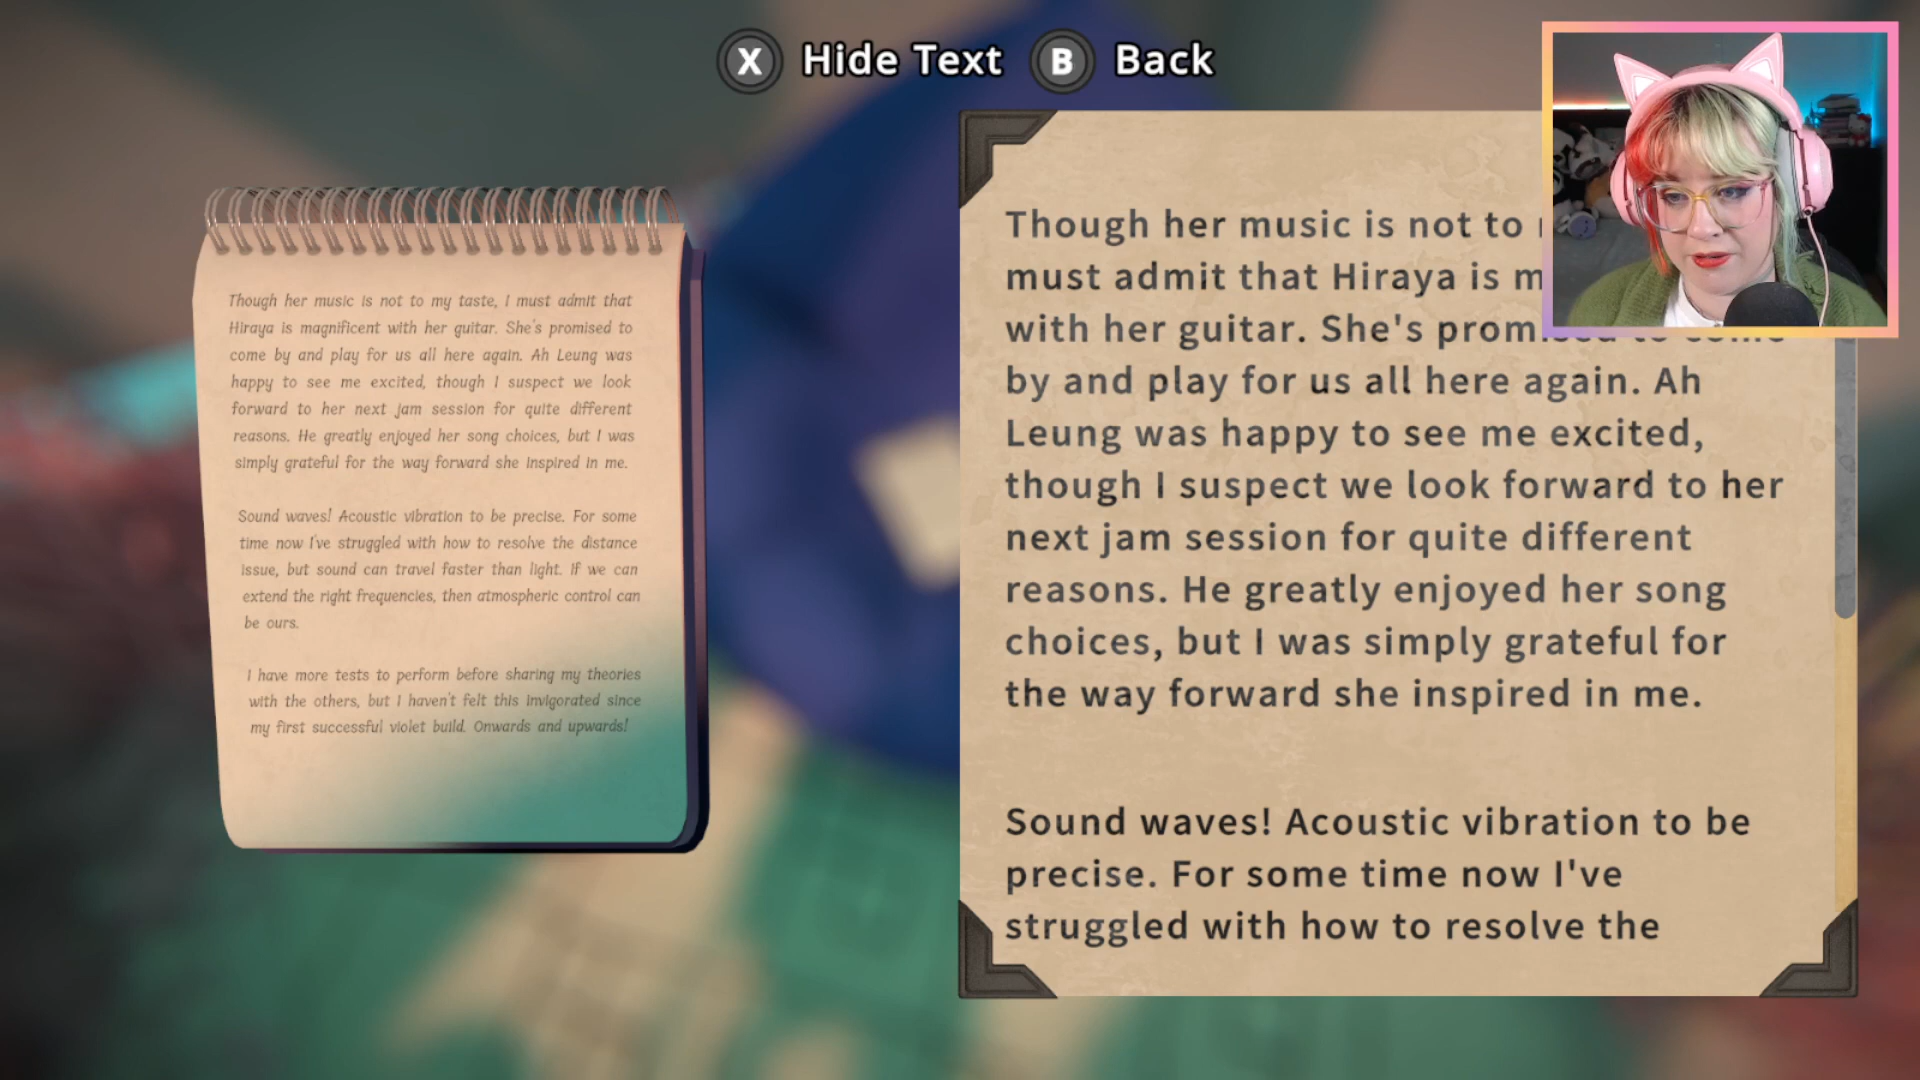 X Hide Text B Back
Though her music is not to my taste, I must admit that
Hiraya is magnificent with her guitar. She's promised to
come by and play for us all here again. Ah Leung was
happy to see me excited, though I suspect we look
forward to her next jam session for quite different
reasons. He greatly enjoyed her song choices, but I was
simply grateful for the way forward she inspired in me.
Sound waves! Acoustic vibration to be precise. For some
time now I've struggled with how to resolve the distance
issue, but sound can travel faster than light. If we can
extend the right frequencies, then atmospheric control can
be ours.
I have more tests to perform before sharing my theories
with the others, but I haven't felt this invigorated since
my first successful violet build. Onwards and upwards!
Though her music is not to
must admit that Hiraya is
with her guitar. She's promised to come
by and play for us all here again. Ah
Leung was happy to see me excited,
though I suspect we look forward to her
next jam session for quite different
reasons. He greatly enjoyed her song
choices, but I was simply grateful for
the way forward she inspired in me.
Sound waves! Acoustic vibration to be
precise. For some time now I've
struggled with how to resolve the